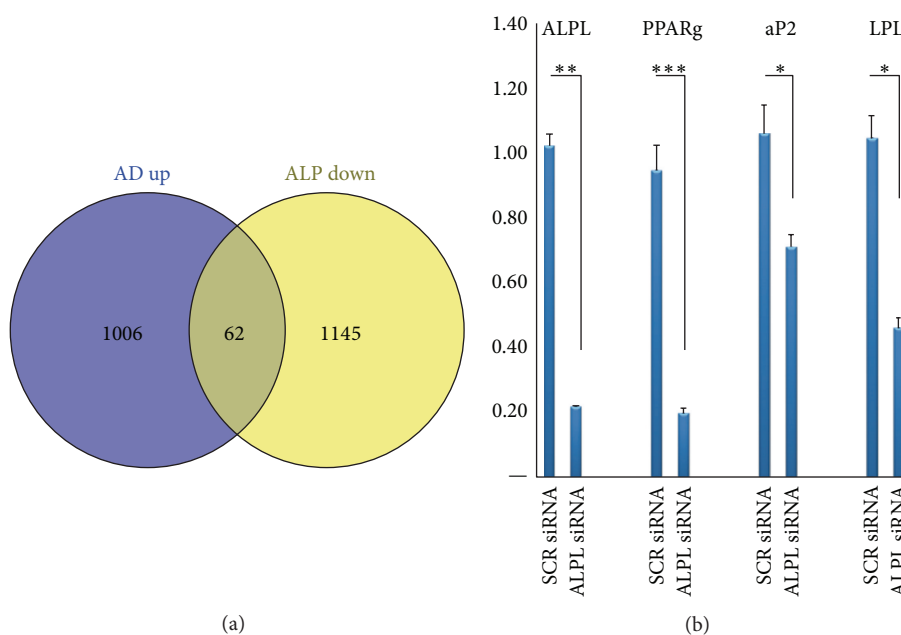 AD up
ALP down
1006
62
1145
(a)
1.40
1.20
1.00
0.80
0.60
0.40
0.20
—
ALPL
PPARg
aP2
LPL
**
***
*
*
SCR siRNA
ALPL siRNA
SCR siRNA
ALPL siRNA
SCR siRNA
ALPL siRNA
SCR siRNA
ALPL siRNA
(b)